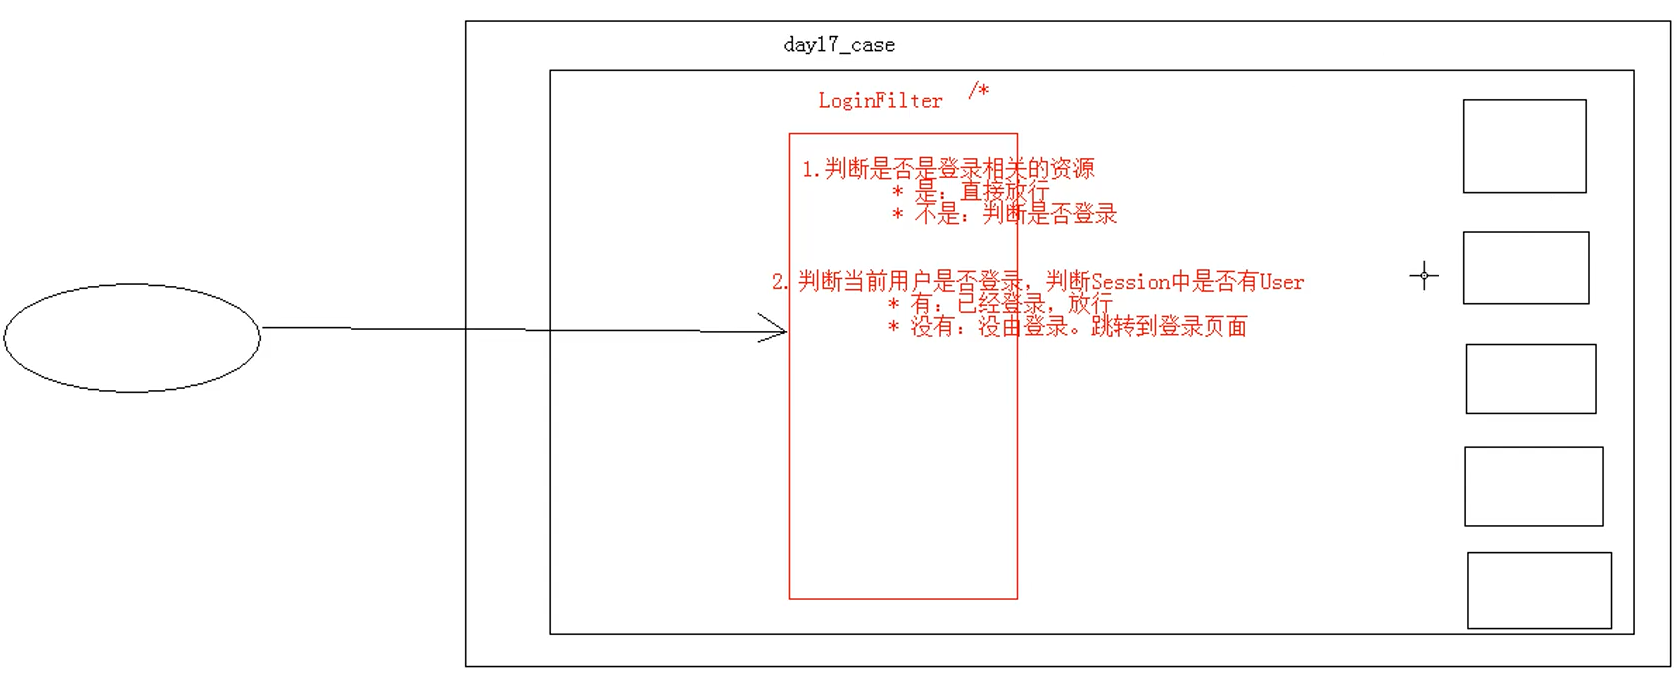 day17_case
LoginFilter /*
1.判断是否是登录相关的资源
* 是：直接放行
* 不是：判断是否登录
2.判断当前用户是否登录，判断Session中是否有User
* 有：已经登录，放行
* 没有：没由登录。跳转到登录页面